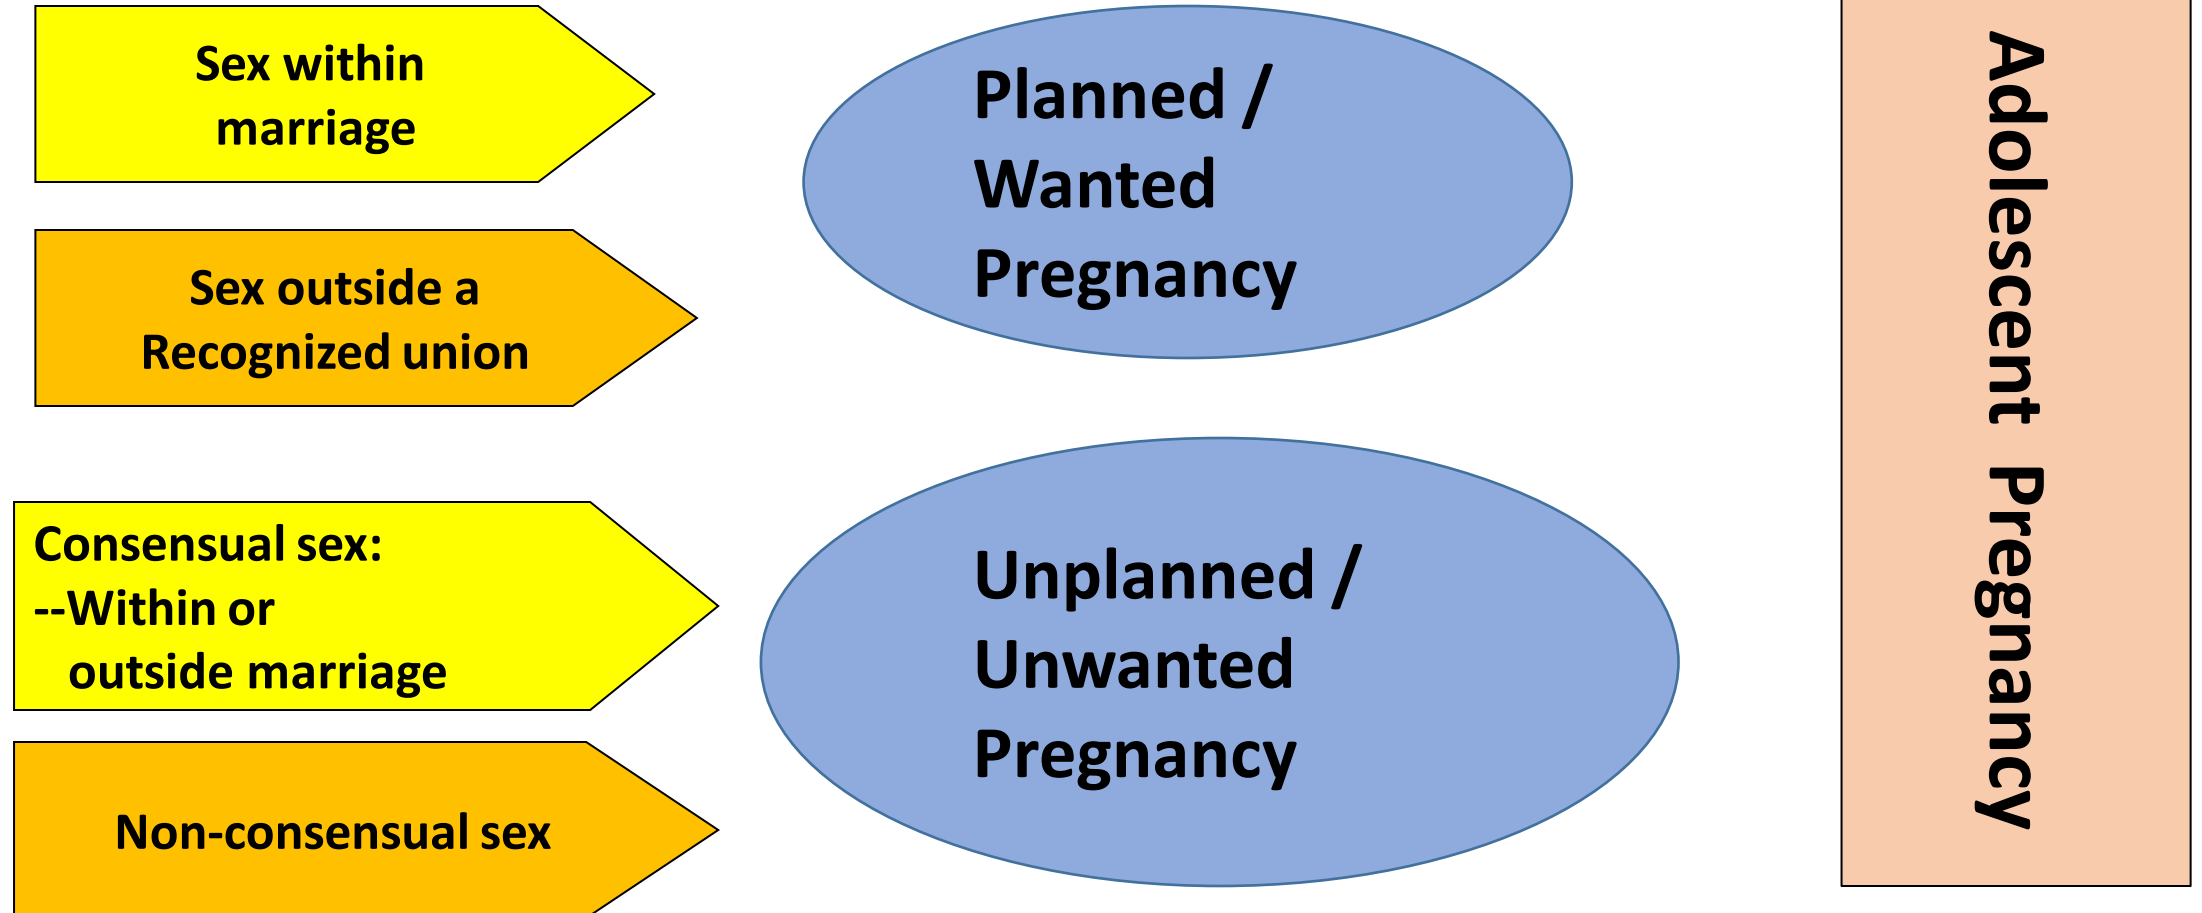 Sex within
marriage
Sex outside a
Recognized union
Consensual sex:
--Within or
outside marriage
Non-consensual sex
Planned /
Wanted
Pregnancy
Unplanned /
Unwanted
Pregnancy
Adolescent Pregnancy